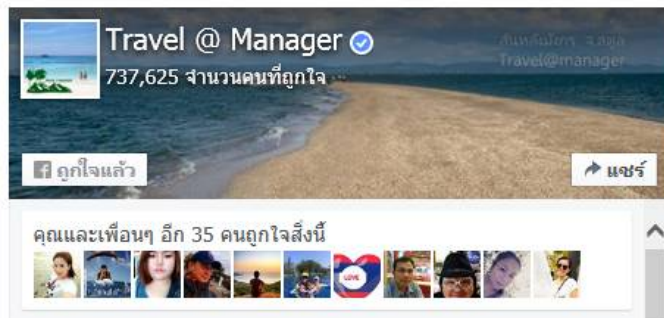 Travel @ Manager
Travel@manager
737,625 จำนวนคนที่ถูกใจ
ถูกใจแล้ว
แชร์
คุณและเพื่อนๆ อีก 35 คนถูกใจสิ่งนี้
LOVE